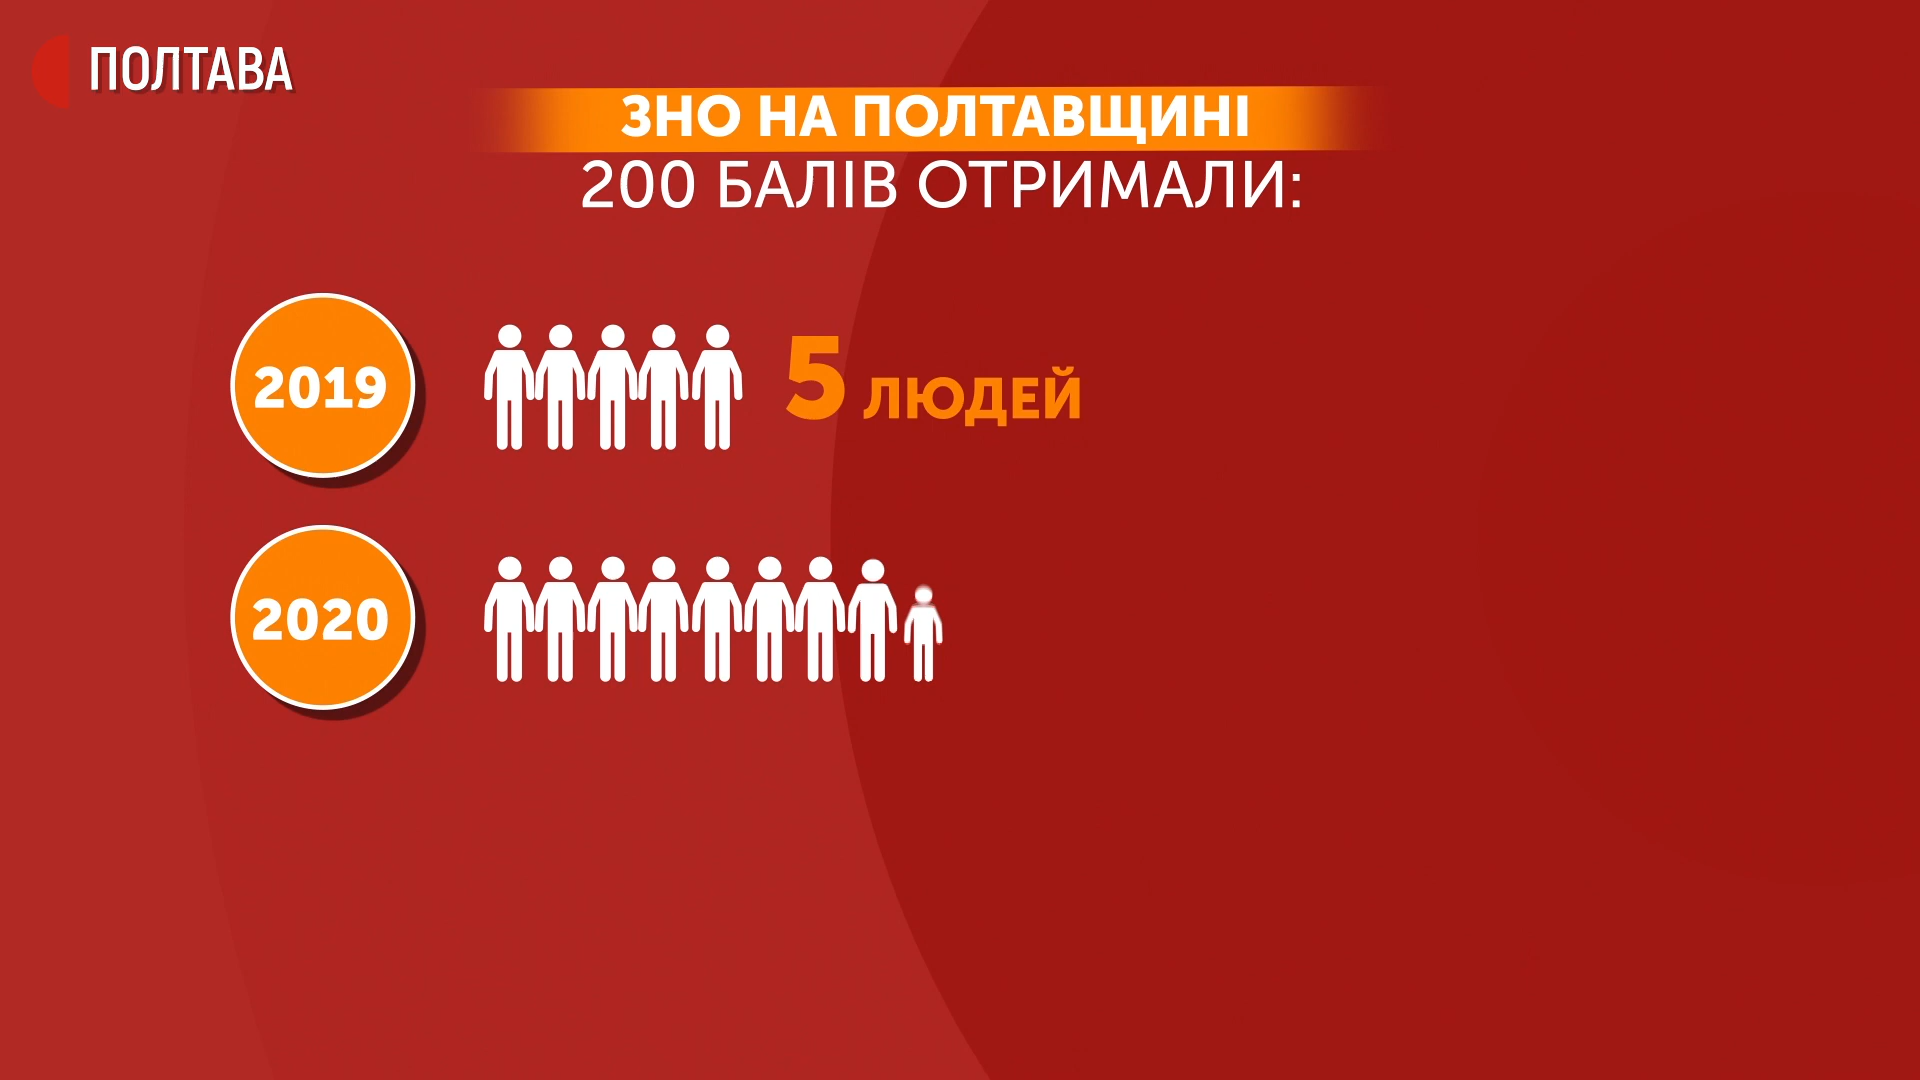 ПОЛТАВА
ЗНО НА ПОЛТАВЩИНІ
200 БАЛІВ ОТРИМАЛИ:
2019
5 ЛЮДЕЙ
2020